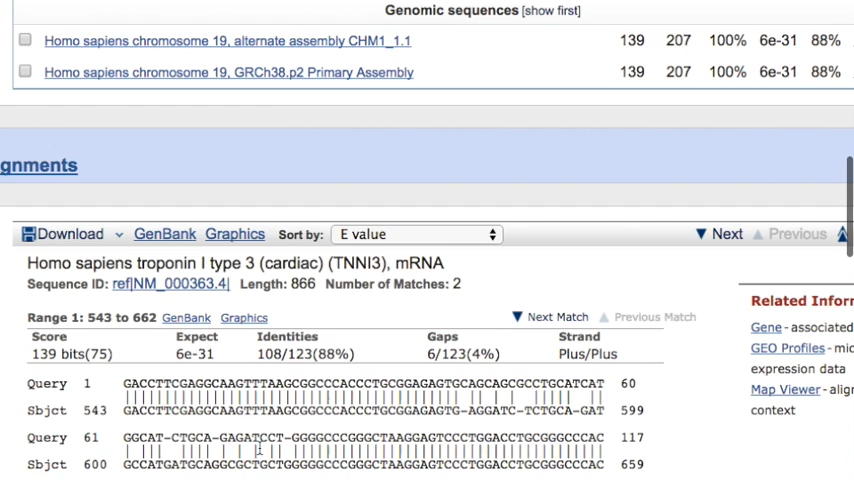 Genomic sequences [show first]
Homo sapiens chromosome 19, alternate assembly CHM1_1.1 139 207 100% 6e-31 88%
Homo sapiens chromosome 19, GRCh38.p2 Primary Assembly 139 207 100% 6e-31 88%
gnments
Download GenBank Graphics Sort by: E value Next Previous
Homo sapiens troponin I type 3 (cardiac) (TNNI3), mRNA
Sequence ID: ref|NM_000363.4| Length: 866 Number of Matches: 2
Related Infor
Range 1: 543 to 662 GenBank Graphics Next Match Previous Match
Gene - associated
Score Expect Identities Gaps Strand
GEO Profiles - mic
139 bits(75) 6e-31 108/123(88%) 6/123(4%) Plus/Plus
expression data
Query 1 GACCTTCGAGGCAAGTTTAAGCGGCCCACCCTGCGGAGAGTGCAGCAGCGCCTGCATCAT 60
Map Viewer - alig
Sbjct 543 GACCTTCGAGGCAAGTTTAAGCGGCCCACCCTGCGGAGAGTG-AGGATC-TCTGCA-GAT 599
context
Query 61 GGCAT-CTGCA-GAGATCCT-GGGGCCCGGGCTAAGGAGTCCCTGGACCTGCGGGCCCAC 117
Sbjct 600 GCCATGATGCAGGCGCTGCTGGGGGCCCGGGCTAAGGAGTCCCTGGACCTGCGGGCCCAC 659